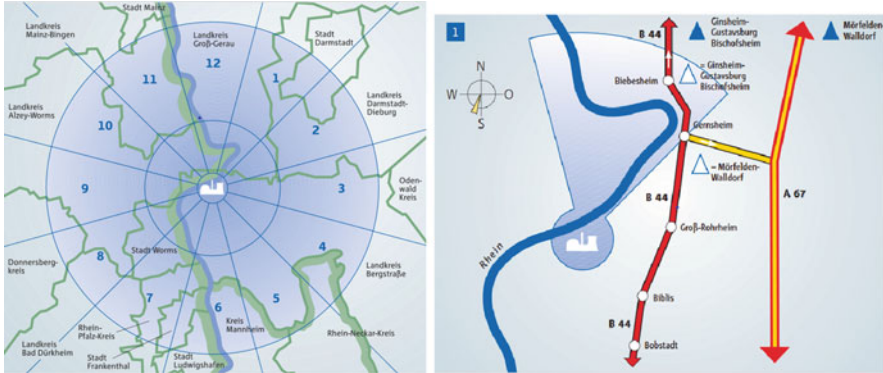 Stadt Mainz
Landkreis
Mainz-Bingen
Landkreis
Groß-Gerau
Stadt
Darmstadt
12
11
1
Landkreis
Alzey-Worms
10
2
Landkreis
Darmstadt-
Dieburg
9
3
Oden-
wald
Kreis
Donnersberg-
kreis
8
Stadt Worms
4
Landkreis
Bergstraße
7
6
5
Rhein-
Pfalz-Kreis
Kreis
Mannheim
Rhein-Neckar-Kreis
Landkreis
Bad Dürkheim
Stadt
Frankenthal
Stadt
Ludwigshafen
1
B 44
Ginsheim-
Gustavsburg
Bischofsheim
Mörfelden-
Walldorf
N
W
O
S
Biebesheim
= Ginsheim-
Gustavsburg
Bischofsheim
Gernsheim
= Mörfelden-
Walldorf
B 44
A 67
Groß-Rohrheim
Rhein
Biblis
B 44
Bobstadt